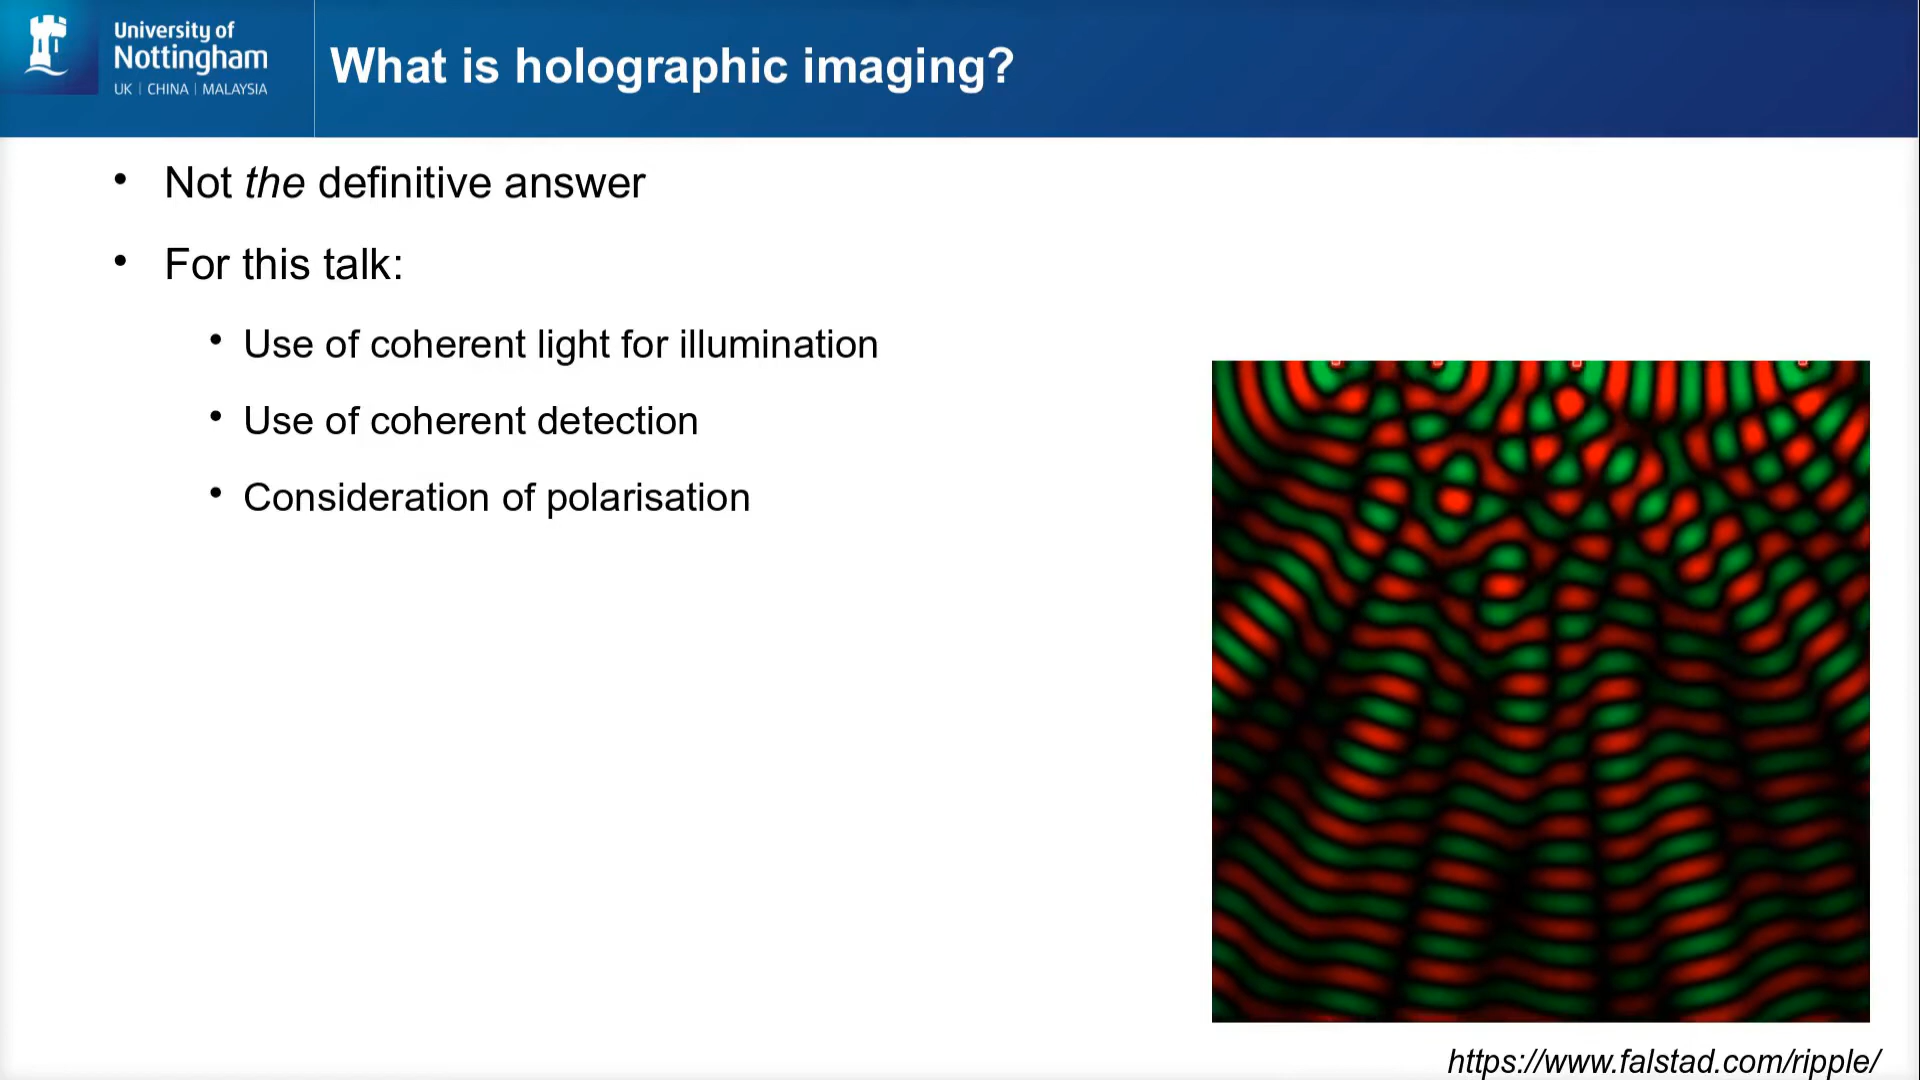 University of
Nottingham
UK | CHINA | MALAYSIA
What is holographic imaging?
• Not the definitive answer
• For this talk:
• Use of coherent light for illumination
• Use of coherent detection
• Consideration of polarisation
https://www.falstad.com/ripple/